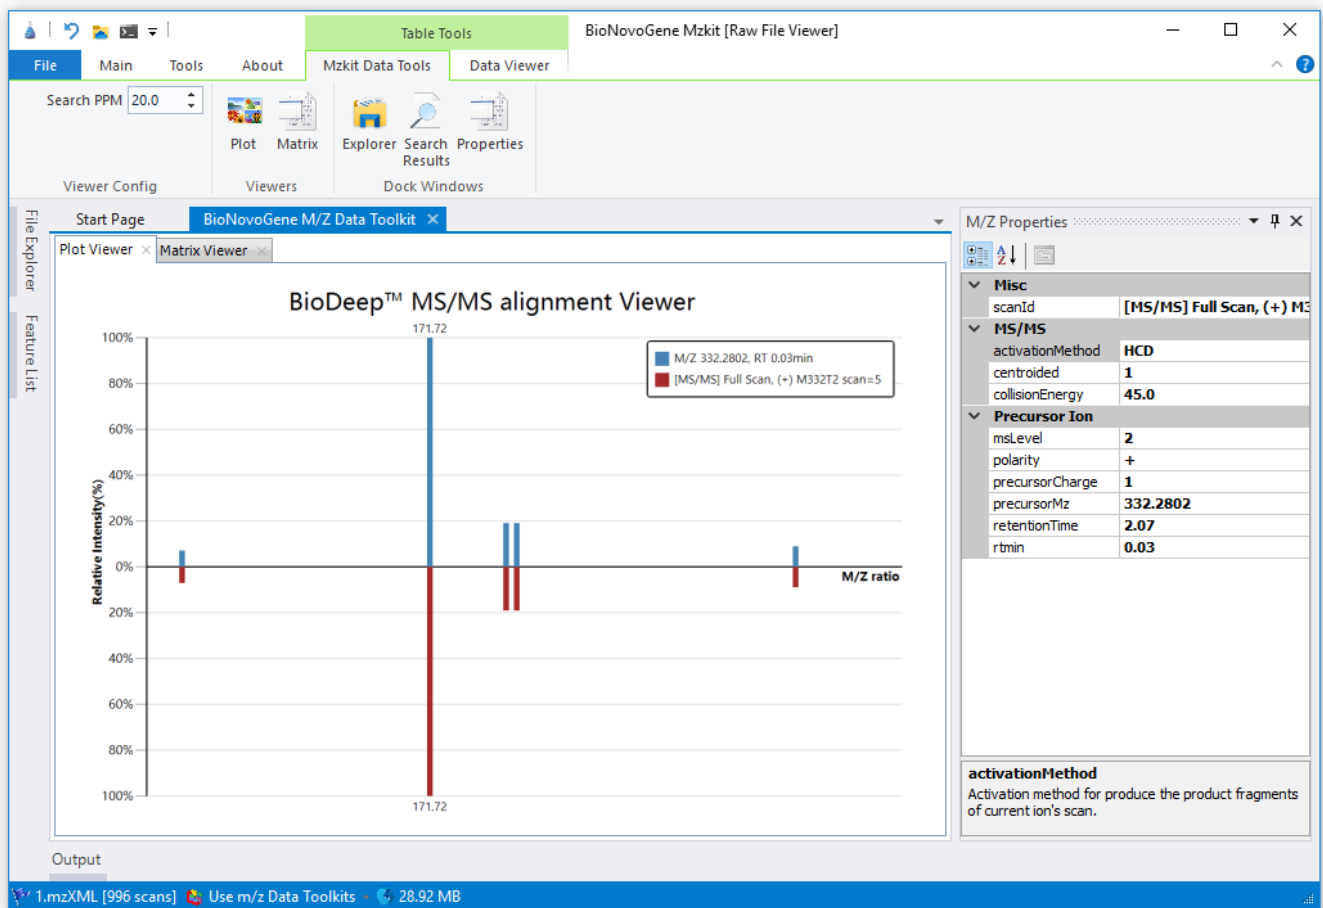 Table Tools
BioNovoGene Mzkit [Raw File Viewer]
File Main Tools About Mzkit Data Tools Data Viewer
Search PPM 20.0
Plot Matrix Explorer Search Results Properties
Viewer Config Viewers Dock Windows
File Explorer
Feature List
Start Page BioNovoGene M/Z Data Toolkit
Plot Viewer Matrix Viewer
BioDeep™ MS/MS alignment Viewer
171.72
M/Z 332.2802, RT 0.03min
[MS/MS] Full Scan, (+) M332T2 scan=5
Relative Intensity(%)
100%
80%
60%
40%
20%
0%
M/Z ratio
20%
40%
60%
80%
100%
171.72
M/Z Properties
Misc
scanId [MS/MS] Full Scan, (+) M3
MS/MS
activationMethod HCD
centroided 1
collisionEnergy 45.0
Precursor Ion
msLevel 2
polarity +
precursorCharge 1
precursorMz 332.2802
retentionTime 2.07
rtmin 0.03
activationMethod
Activation method for produce the product fragments
of current ion's scan.
Output
1.mzXML [996 scans] Use m/z Data Toolkits 28.92 MB